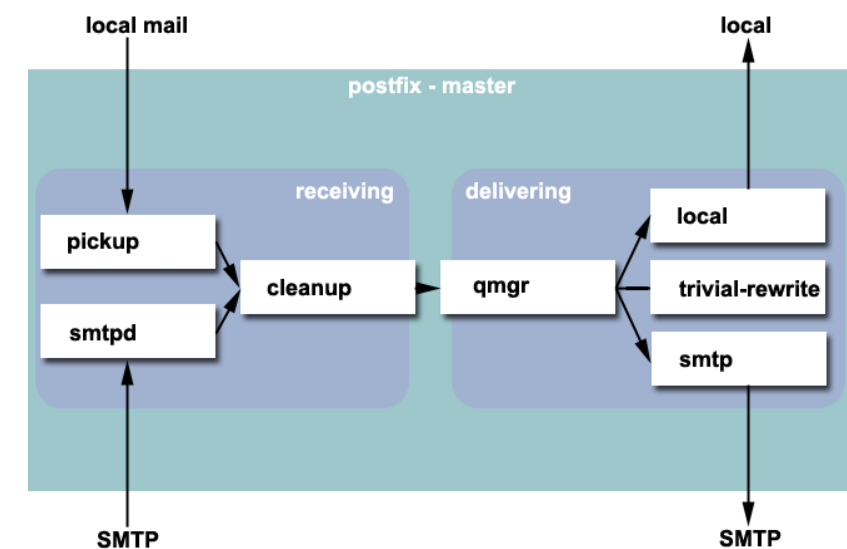 local mail
local
postfix - master
receiving
delivering
pickup
local
cleanup
qmgr
trivial-rewrite
smtpd
smtp
SMTP
SMTP